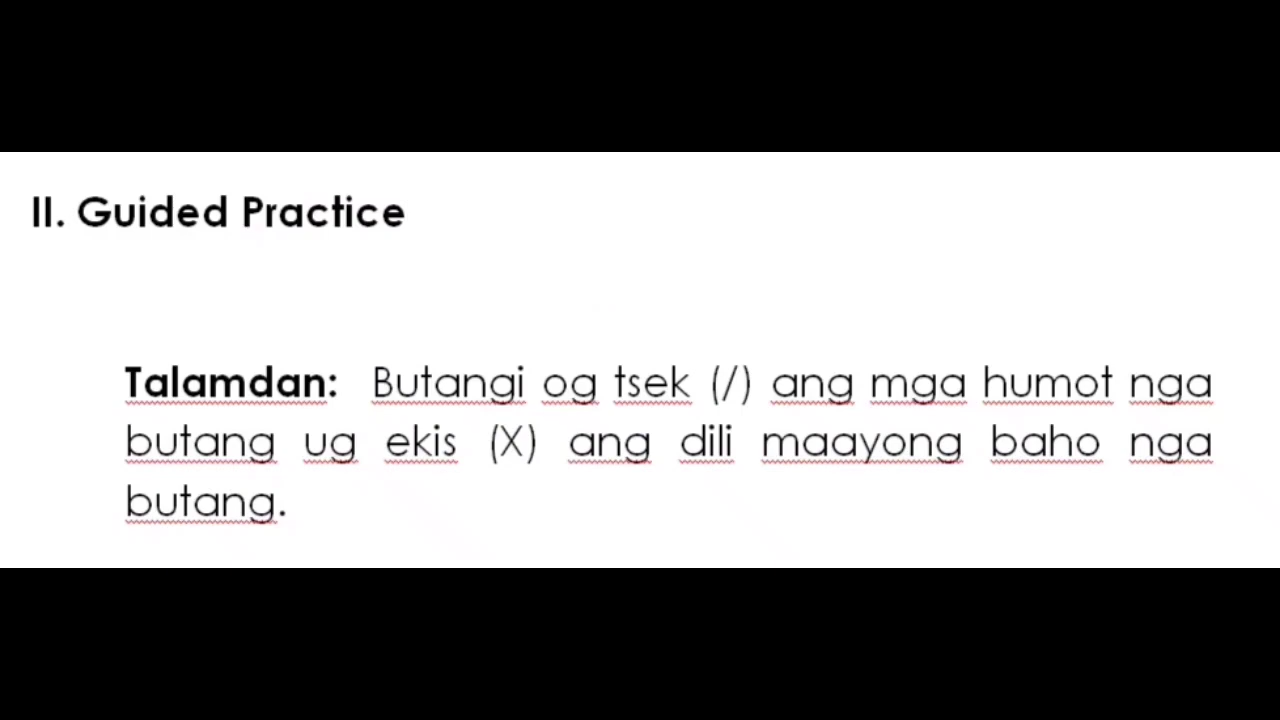 II. Guided Practice
Talamdan: Butangi og tsek (/) ang mga humot nga
butang ug ekis (X) ang dili maayong baho nga
butang.